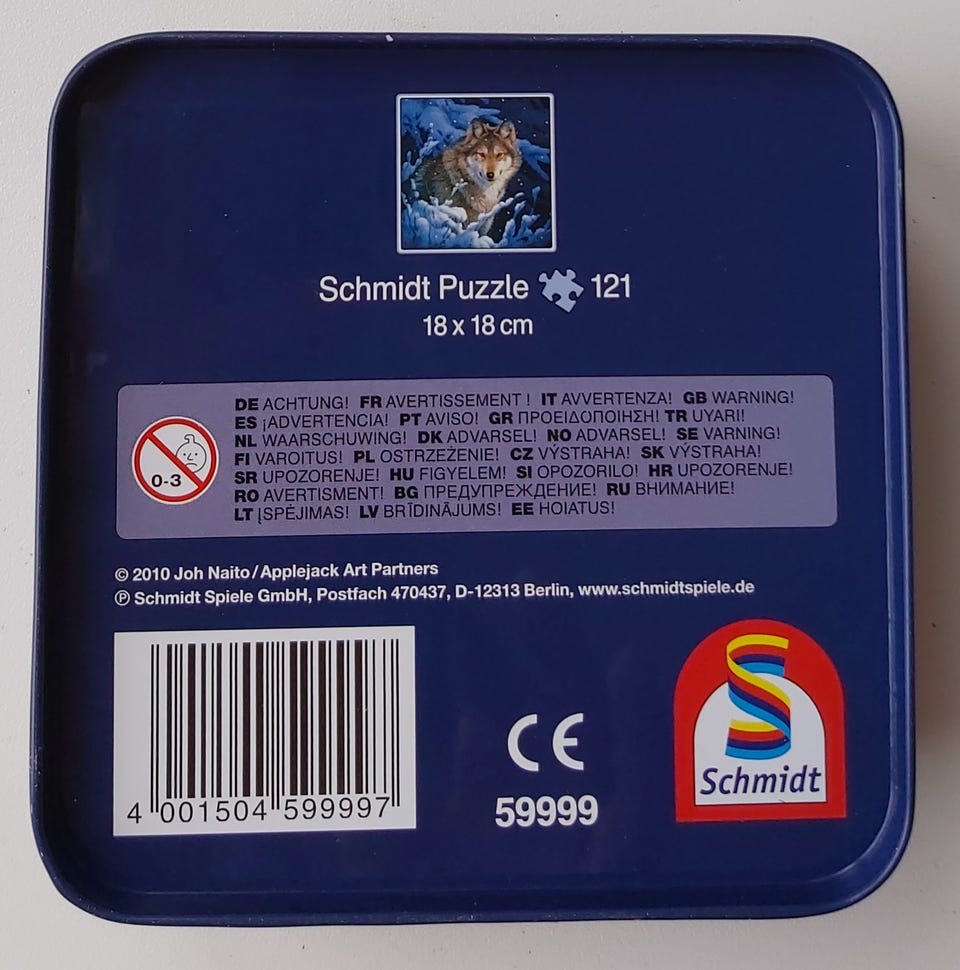 Schmidt Puzzle 121
18 x 18 cm
0-3
DE ACHTUNG! FR AVERTISSEMENT ! IT AVVERTENZA! GB WARNING!
ES ¡ADVERTENCIA! PT AVISO! GR ΠΡΟΕΙΔΟΠΟΙΗΣΗ! TR UYARI!
NL WAARSCHUWING! DK ADVARSEL! NO ADVARSEL! SE VARNING!
FI VAROITUS! PL OSTRZEŻENIE! CZ VÝSTRAHA! SK VÝSTRAHA!
SR UPOZORENJE! HU FIGYELEM! SI OPOZORILO! HR UPOZORENJE!
RO AVERTISMENT! BG ПРЕДУПРЕЖДЕНИЕ! RU ВНИМАНИЕ!
LT ĮSPĖJIMAS! LV BRĪDINĀJUMS! EE HOIATUS!
© 2010 Joh Naito / Applejack Art Partners
℗ Schmidt Spiele GmbH, Postfach 470437, D-12313 Berlin, www.schmidtspiele.de
4 001504 599997
CE
59999
Schmidt